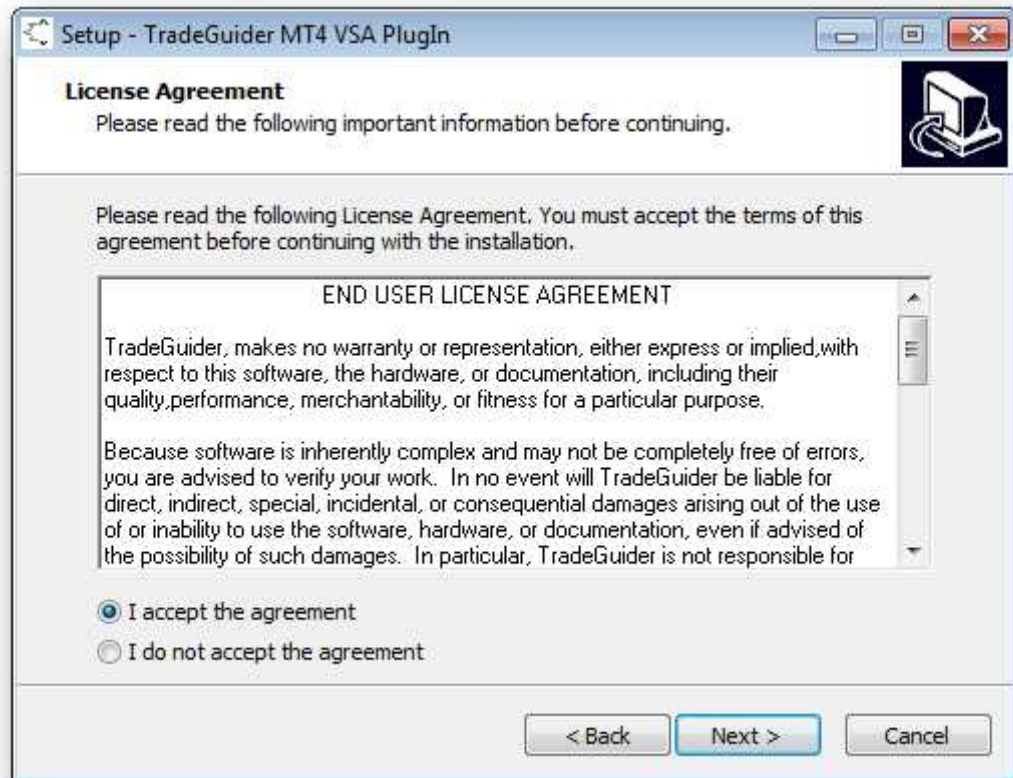 Setup - TradeGuider MT4 VSA PlugIn
License Agreement
Please read the following important information before continuing.
Please read the following License Agreement. You must accept the terms of this
agreement before continuing with the installation.
END USER LICENSE AGREEMENT
TradeGuider, makes no warranty or representation, either express or implied,with
respect to this software, the hardware, or documentation, including their
quality,performance, merchantability, or fitness for a particular purpose.
Because software is inherently complex and may not be completely free of errors,
you are advised to verify your work.  In no event will TradeGuider be liable for
direct, indirect, special, incidental, or consequential damages arising out of the use
of or inability to use the software, hardware, or documentation, even if advised of
the possibility of such damages.  In particular, TradeGuider is not responsible for
I accept the agreement
I do not accept the agreement
< Back Next > Cancel